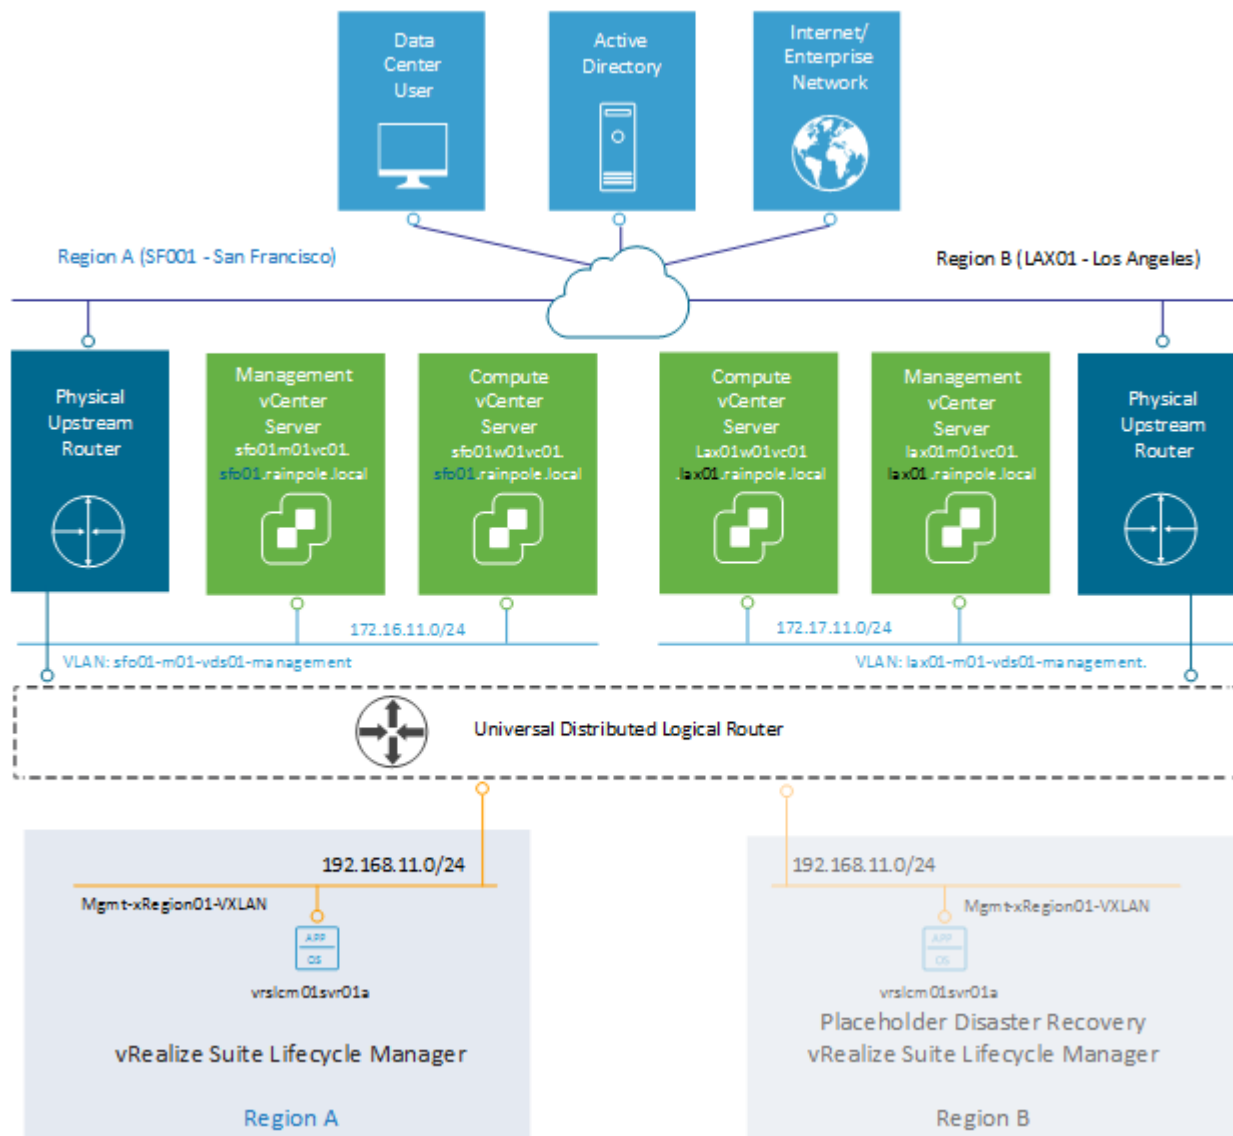 Data
Center
User
Active
Directory
Internet/
Enterprise
Network
Region A (SF001 - San Francisco)
Region B (LAX01 - Los Angeles)
Physical
Upstream
Router
Management
vCenter
Server
sfo01m01vc01.
sfo01.rainpole.local
Compute
vCenter
Server
sfo01w01vc01.
sfo01.rainpole.local
Compute
vCenter
Server
Lax01w01vc01
.lax01.rainpole.local
Management
vCenter
Server
lax01m01vc01.
lax01.rainpole.local
Physical
Upstream
Router
172.16.11.0/24
VLAN: sfo01-m01-vds01-management
172.17.11.0/24
VLAN: lax01-m01-vds01-management.
Universal Distributed Logical Router
192.168.11.0/24
Mgmt-xRegion01-VXLAN
APP
OS
vrslcm01svr01a
vRealize Suite Lifecycle Manager
Region A
192.168.11.0/24
Mgmt-xRegion01-VXLAN
APP
OS
vrslcm01svr01a
Placeholder Disaster Recovery
vRealize Suite Lifecycle Manager
Region B